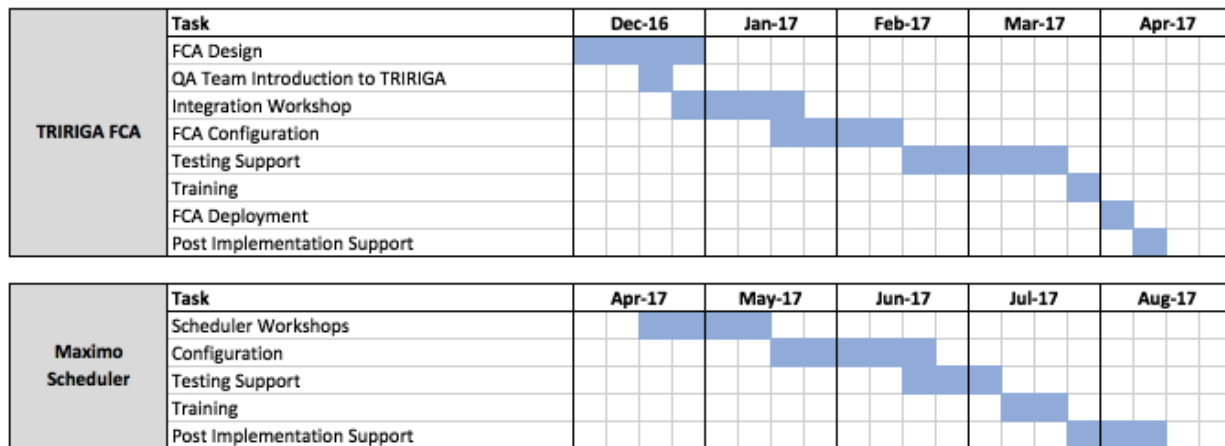 Task Dec-16 Jan-17 Feb-17 Mar-17 Apr-17
TRIRIGA FCA
FCA Design
QA Team Introduction to TRIRIGA
Integration Workshop
FCA Configuration
Testing Support
Training
FCA Deployment
Post Implementation Support
Task Apr-17 May-17 Jun-17 Jul-17 Aug-17
Maximo
Scheduler
Scheduler Workshops
Configuration
Testing Support
Training
Post Implementation Support